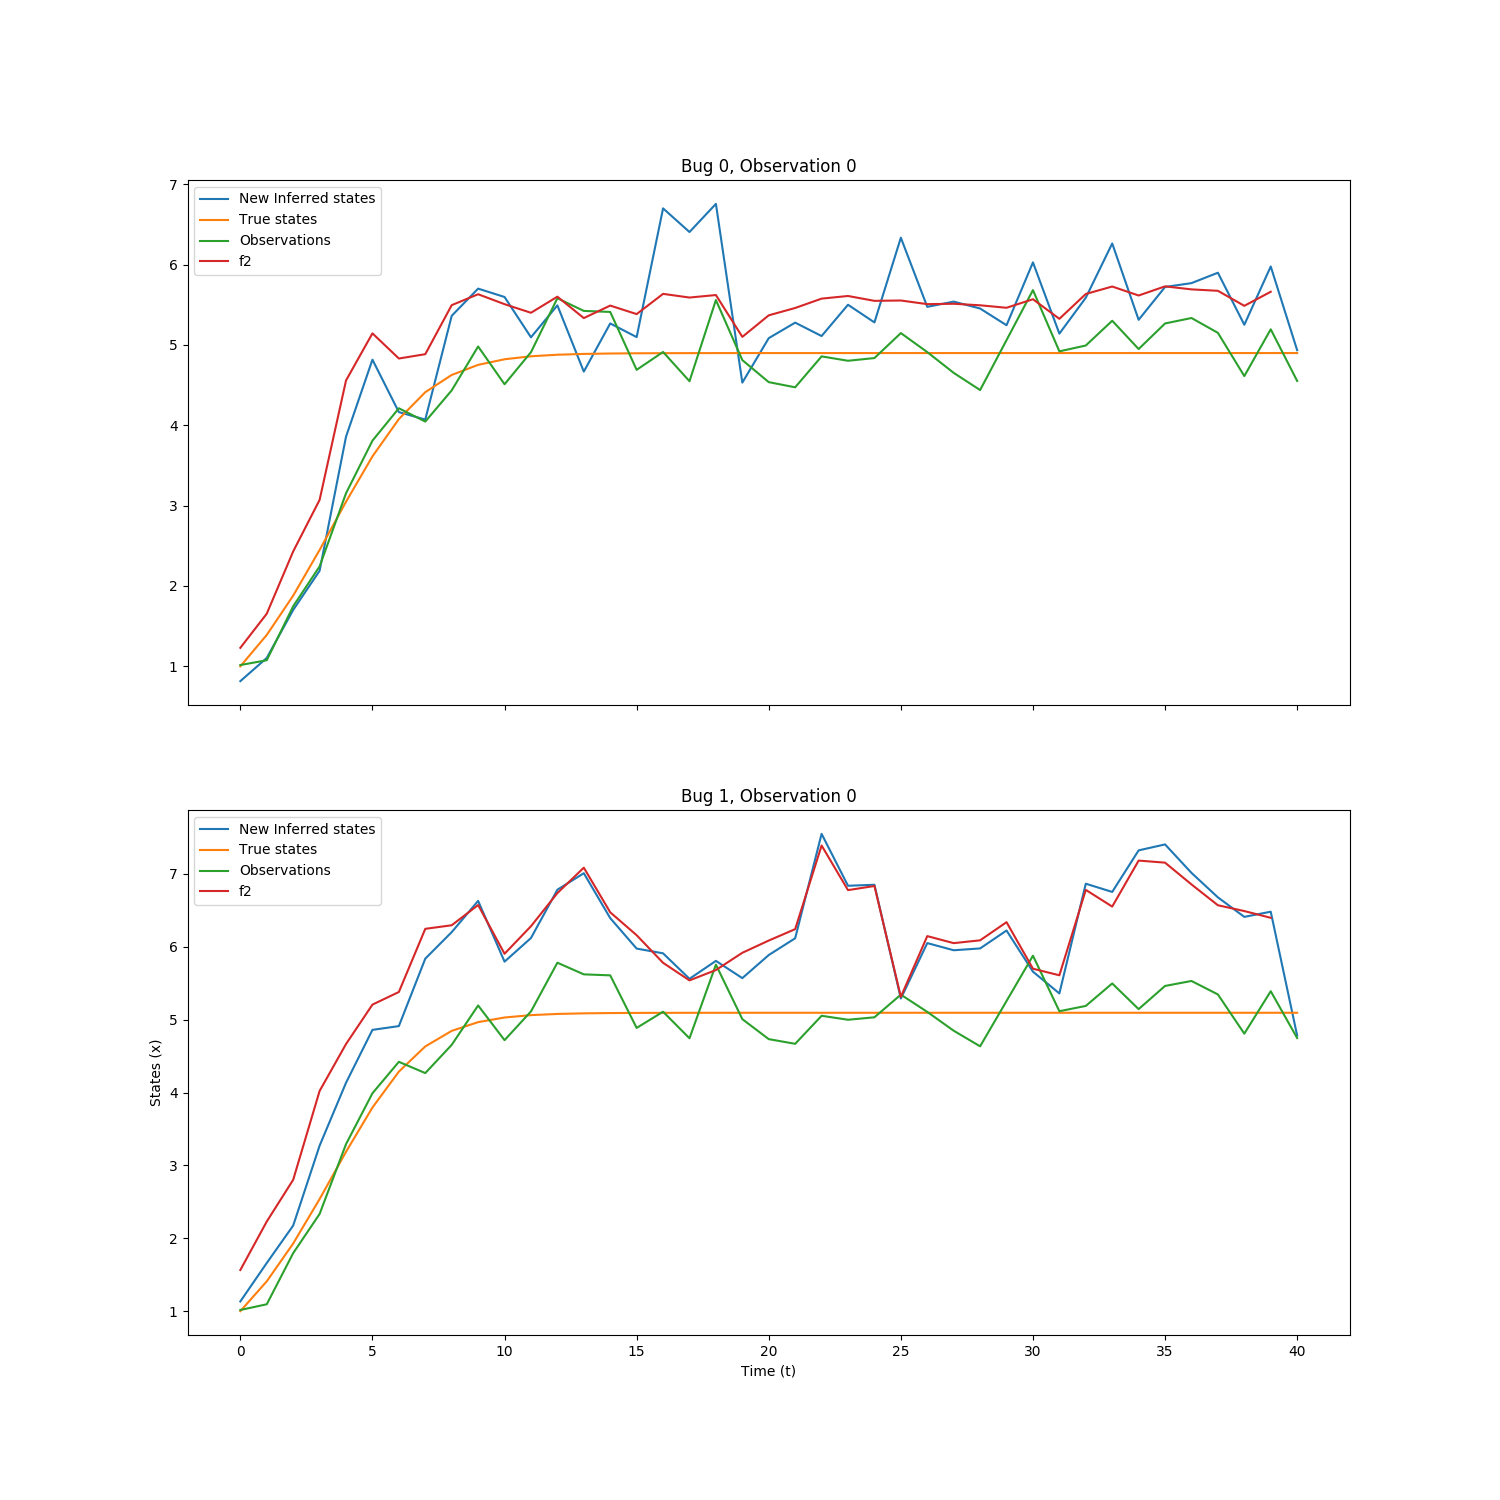 Bug 0, Observation 0
7
6
5
4
3
2
1
New Inferred states
True states
Observations
f2
Bug 1, Observation 0
7
6
5
4
3
2
1
New Inferred states
True states
Observations
f2
States (x)
0 5 10 15 20 25 30 35 40
Time (t)